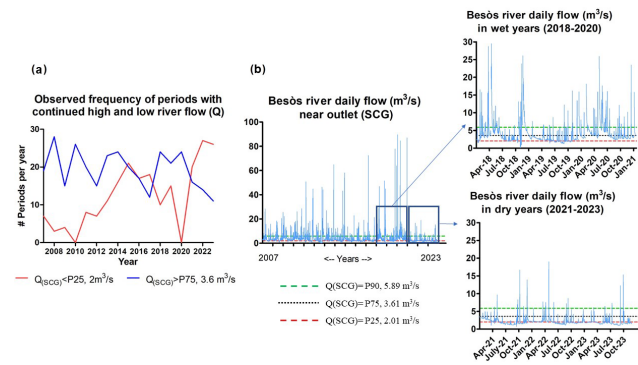 (a)
Observed frequency of periods with
continued high and low river flow (Q)
# Periods per year
30
20
10
0
2008 2010 2012 2014 2016 2018 2020 2022
Year
Q(SCG)<P25, 2m³/s
Q(SCG)>P75, 3.6 m³/s
(b)
Besòs river daily flow (m³/s)
near outlet (SCG)
100
80
60
40
20
0
2007 <-- Years --> 2023
Q(SCG)= P90, 5.89 m³/s
Q(SCG)= P75, 3.61 m³/s
Q(SCG)= P25, 2.01 m³/s
Besòs river daily flow (m³/s)
in wet years (2018-2020)
30
25
20
15
10
5
0
Apr-18 Jul-18 Oct-18 Jan-19 Apr-19 Jul-19 Oct-19 Jan-20 Apr-20 Jul-20 Oct-20 Jan-21
Besòs river daily flow (m³/s)
in dry years (2021-2023)
30
25
20
15
10
5
0
Apr-21 July-21 Oct-21 Jan-22 Apr-22 Jul-22 Oct-22 Jan-23 Apr-23 Jul-23 Oct-23